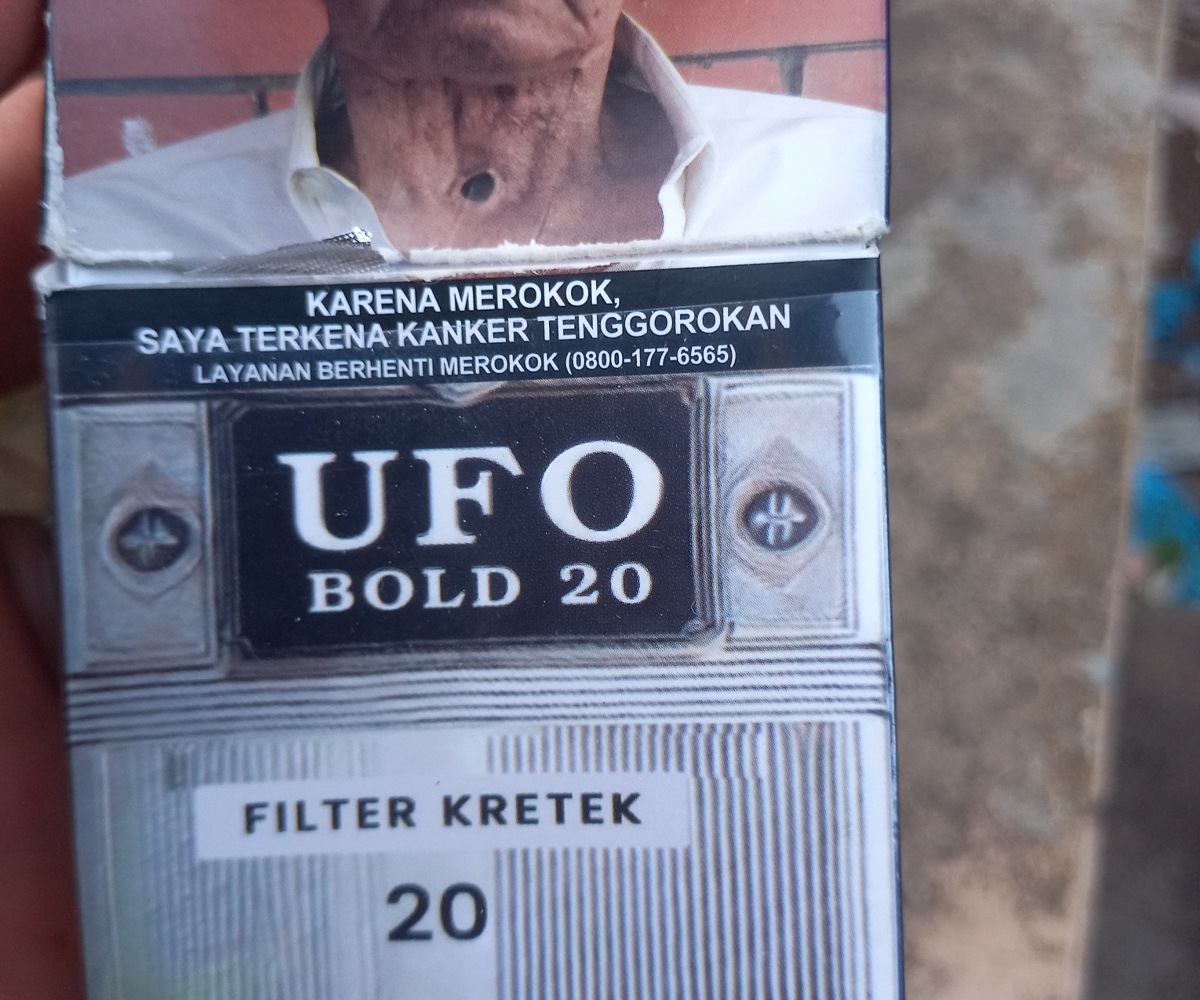 KARENA MEROKOK,
SAYA TERKENA KANKER TENGGOROKAN
LAYANAN BERHENTI MEROKOK (0800-177-6565)
UFO
BOLD 20
FILTER KRETEK
20